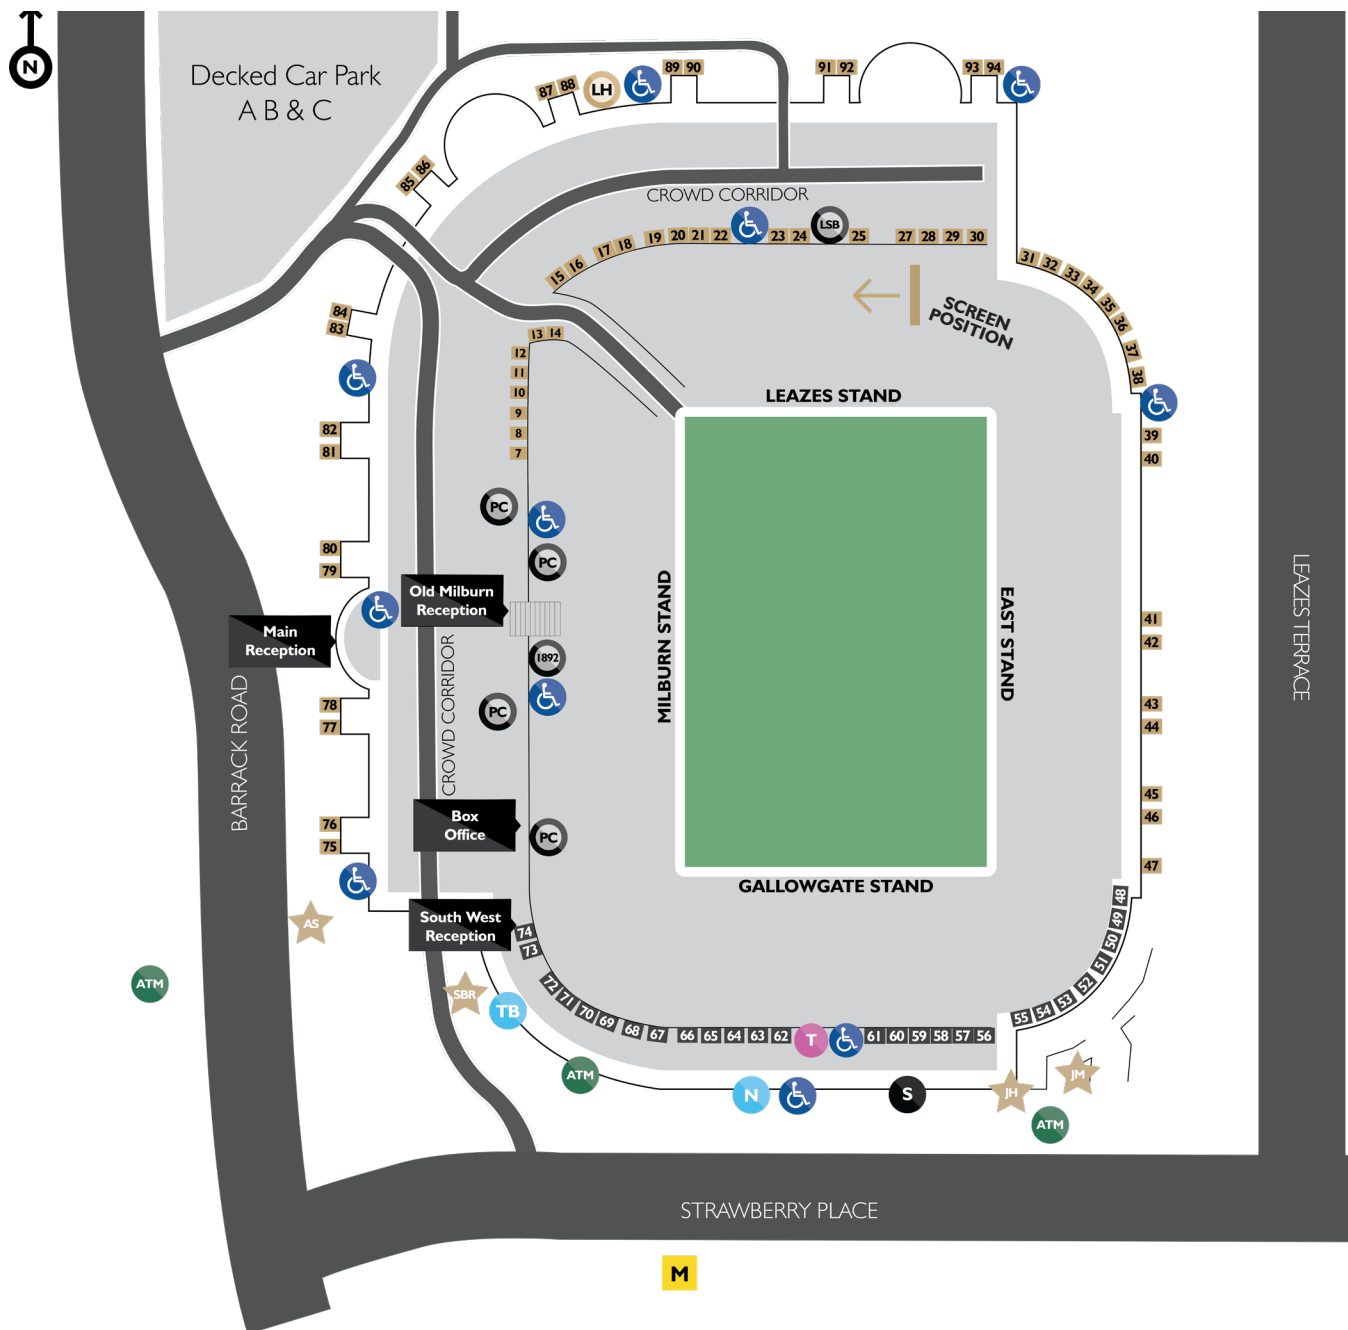 N
Decked Car Park
A B & C
87 88
LH
89 90
91 92
93 94
85 86
CROWD CORRIDOR
LSB
15 16 17 18 19 20 21 22 23 24 25 27 28 29 30
31 32 33 34 35 36 37 38
SCREEN
POSITION
84
83
13 14
12
11
10
9
8
7
LEAZES STAND
82
81
39
40
PC
PC
80
79
Old Milburn
Reception
Main
Reception
1892
PC
MILBURN STAND
EAST STAND
LEAZES TERRACE
41
42
78
77
43
44
BARRACK ROAD
CROWD CORRIDOR
45
46
76
75
Box
Office
PC
47
GALLOWGATE STAND
AS
South West
Reception
74
73
48
49
50
51
52
53
54
55
ATM
SBR
TB
72 71 70 69 68 67 66 65 64 63 62
T
61 60 59 58 57 56
ATM
N
S
JH
JM
ATM
STRAWBERRY PLACE
M